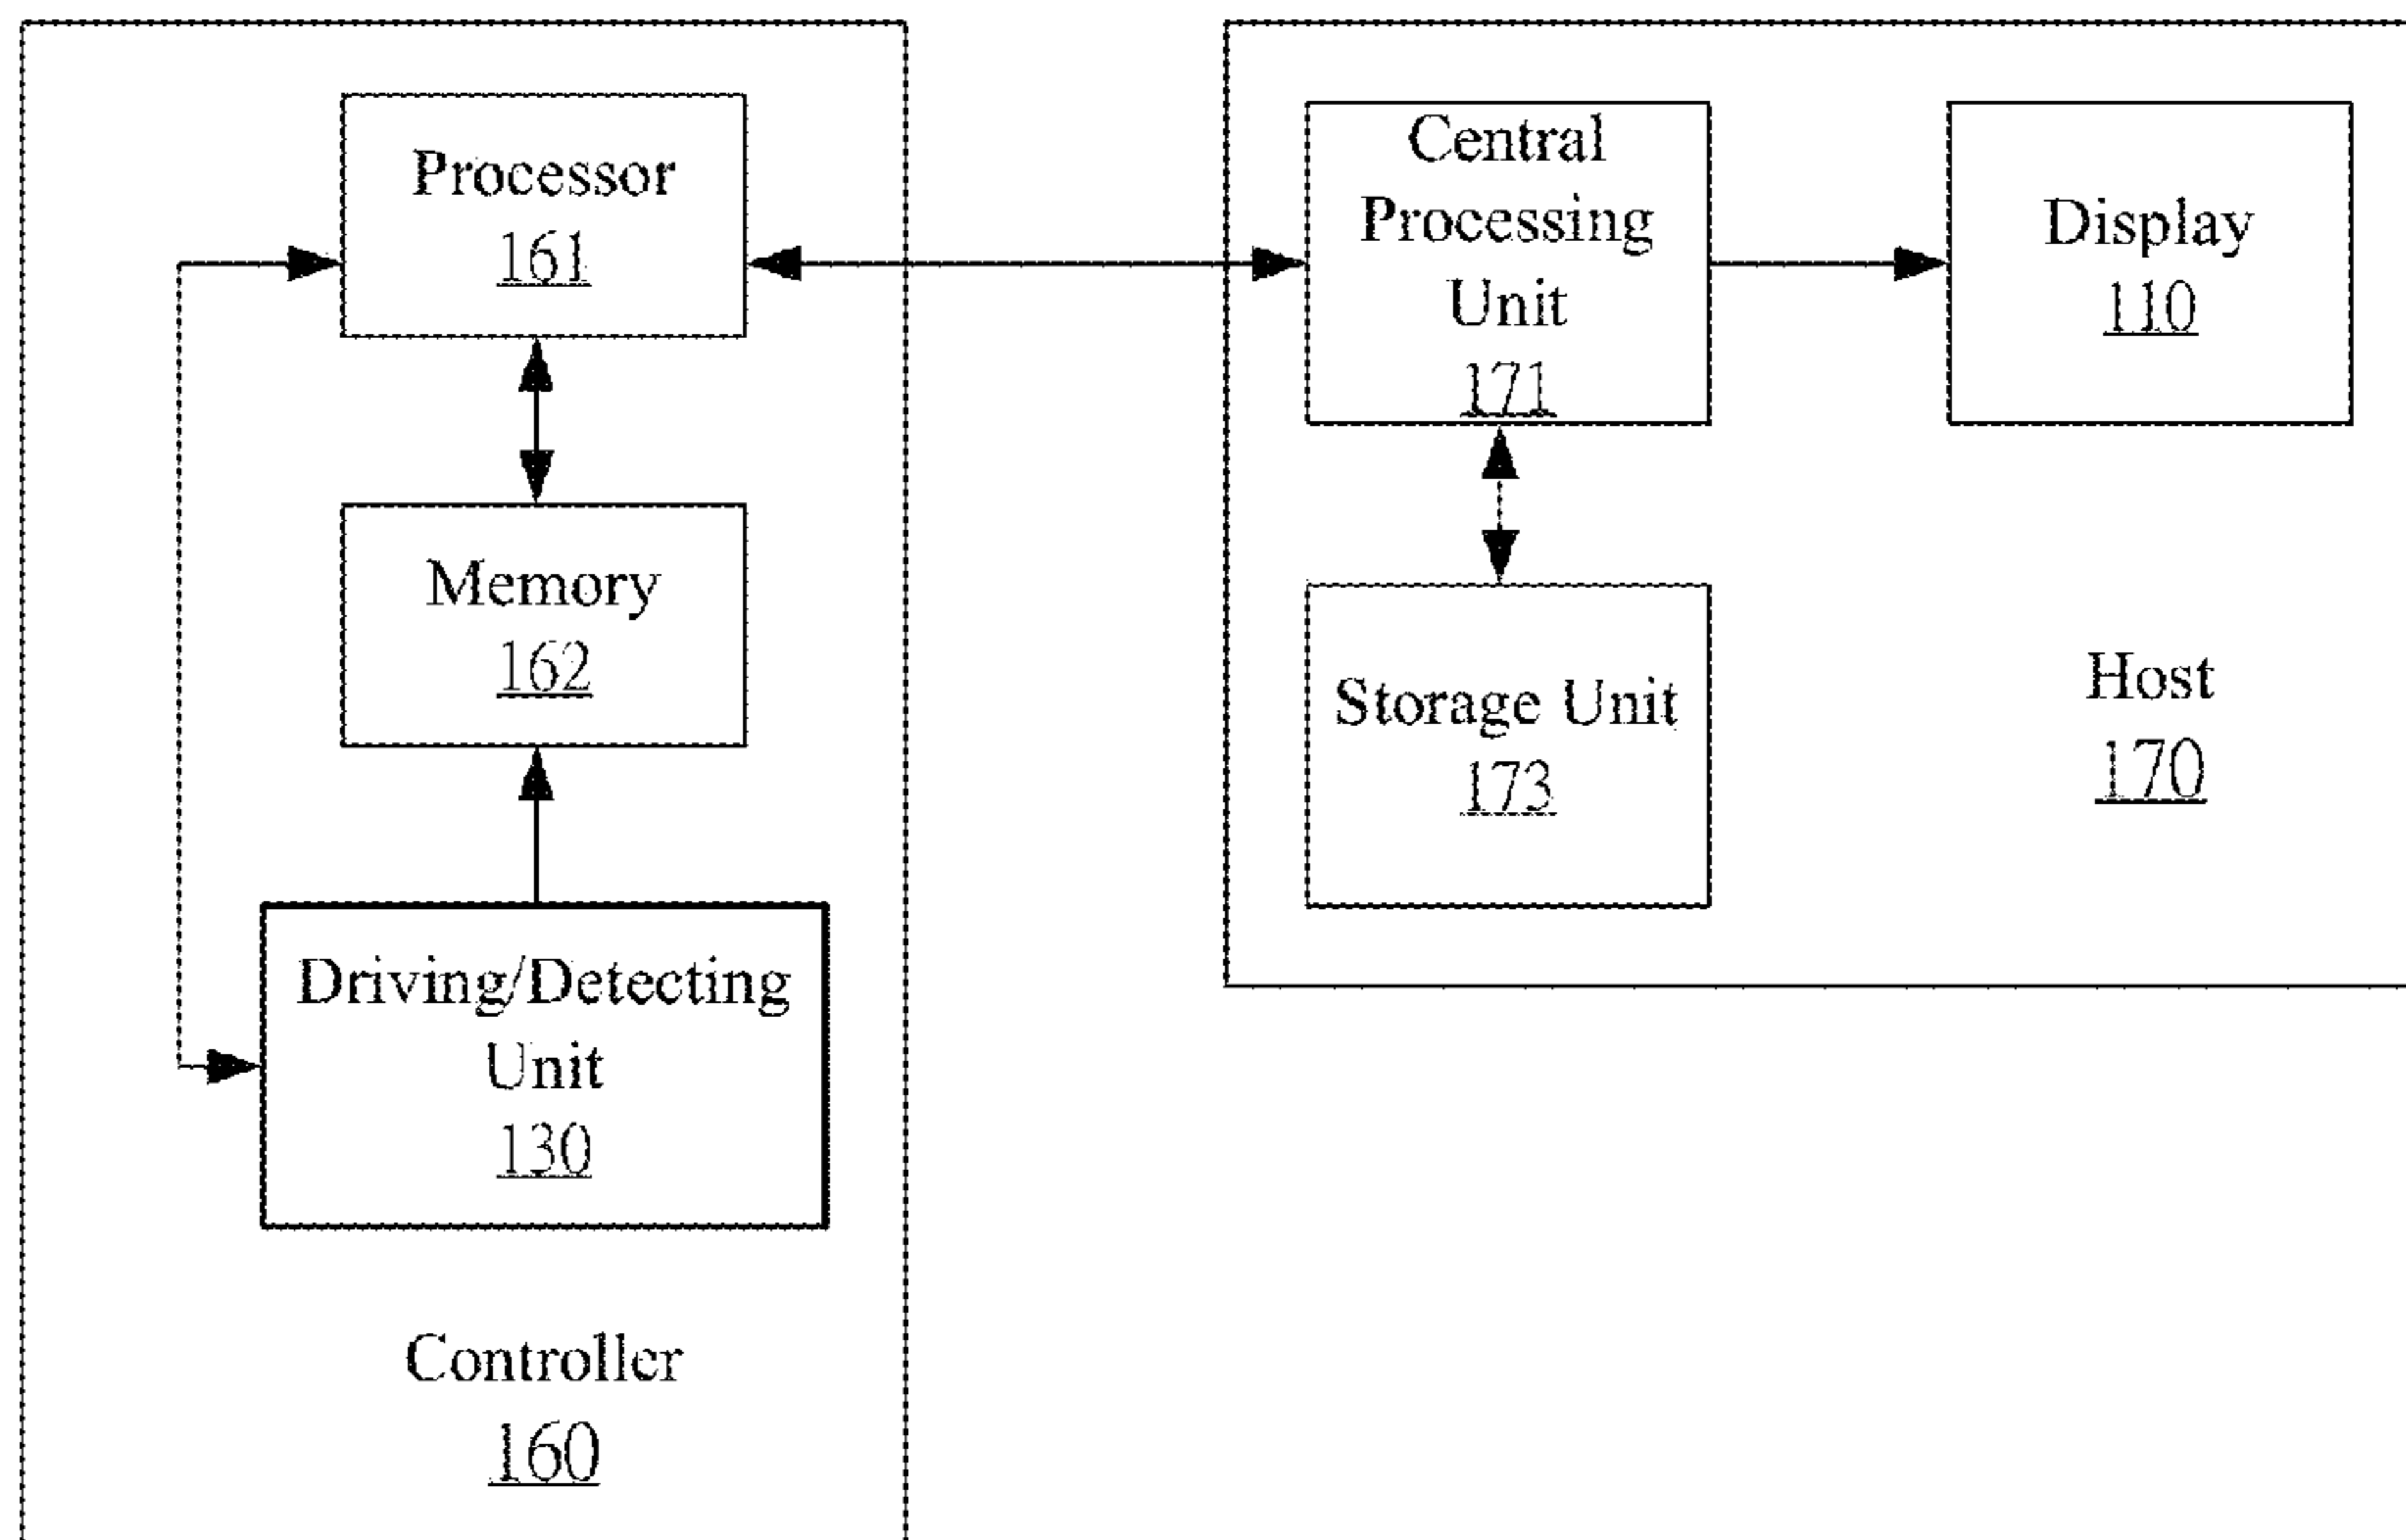 Processor
161
Memory
162
Driving/Detecting
Unit
130
Controller
160
Central
Processing
Unit
171
Display
110
Storage Unit
173
Host
170